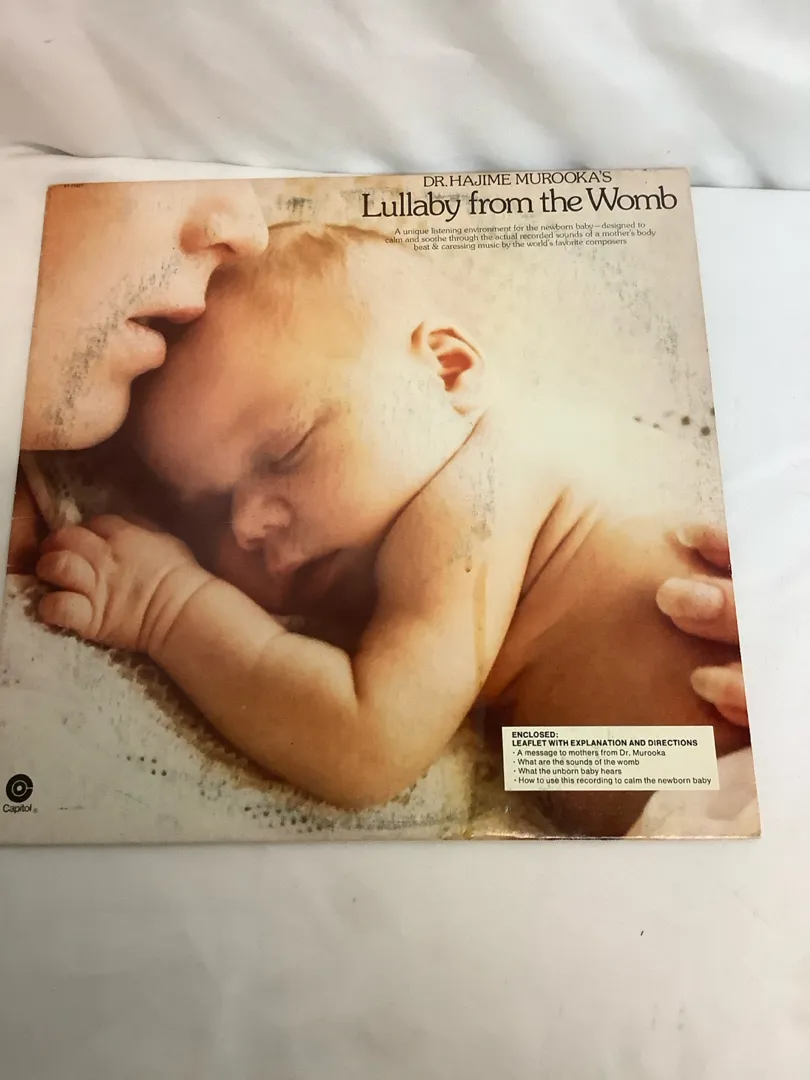 DR. HAJIME MUROOKA'S
Lullaby from the Womb
A unique listening environment for the newborn baby—designed to
calm and soothe through the actual recorded sounds of a mother's body
beat & caressing music by the world's favorite composers
ENCLOSED:
LEAFLET WITH EXPLANATION AND DIRECTIONS
· A message to mothers from Dr. Murooka
· What are the sounds of the womb
· What the unborn baby hears
· How to use this recording to calm the newborn baby
Capitol®